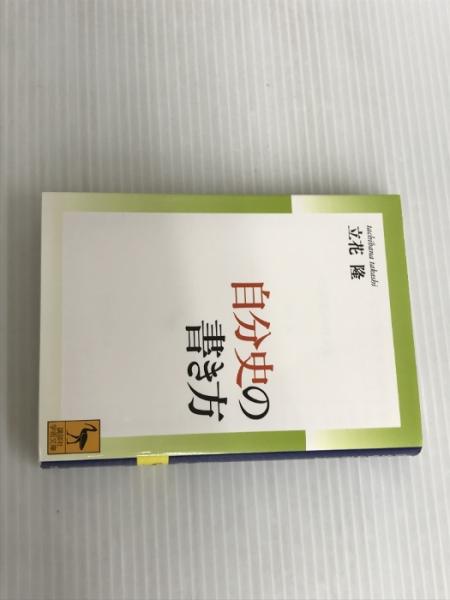 tachibana takashi
立花 隆
自分史の
書き方
講談社
学術文庫